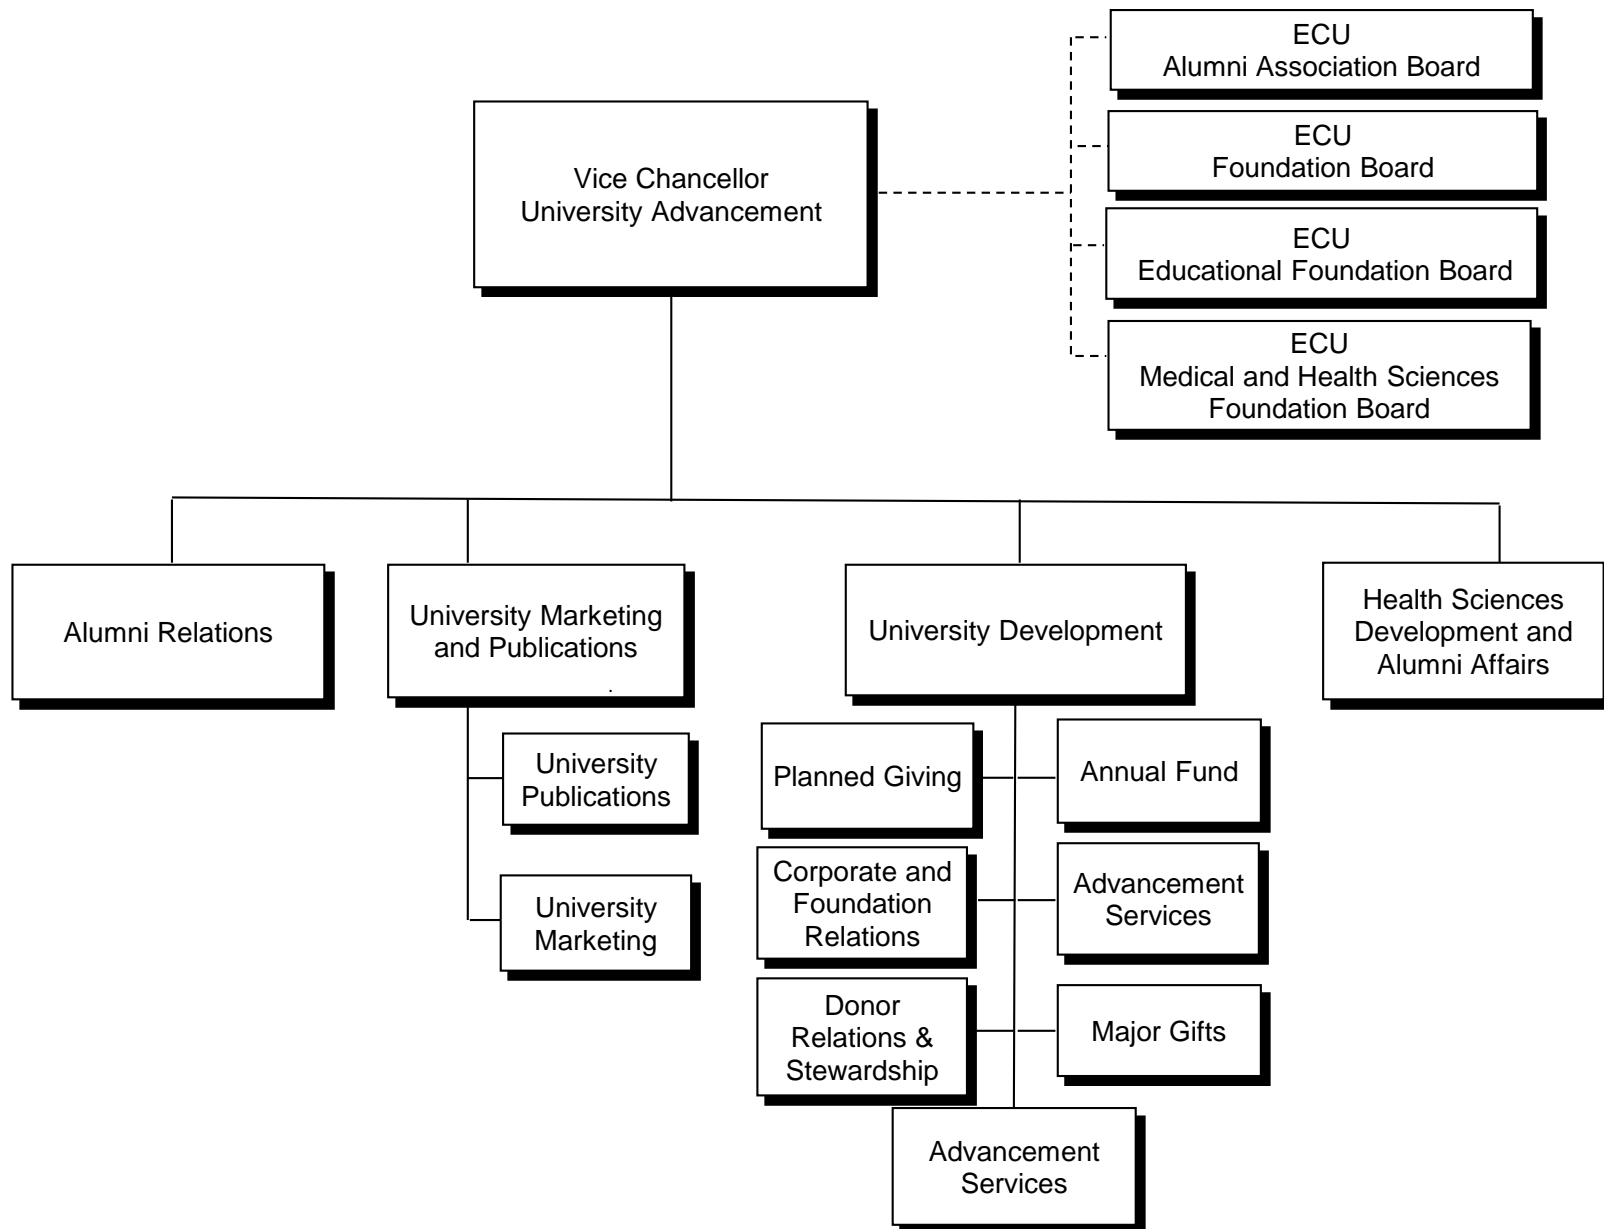 ECU
Alumni Association Board
Vice Chancellor
University Advancement
ECU
Foundation Board
ECU
Educational Foundation Board
ECU
Medical and Health Sciences
Foundation Board
Alumni Relations
University Marketing
and Publications
.
University Development
Health Sciences
Development and
Alumni Affairs
University
Publications
University
Marketing
Planned Giving
Annual Fund
Corporate and
Foundation
Relations
Advancement
Services
Donor
Relations &
Stewardship
Major Gifts
Advancement
Services